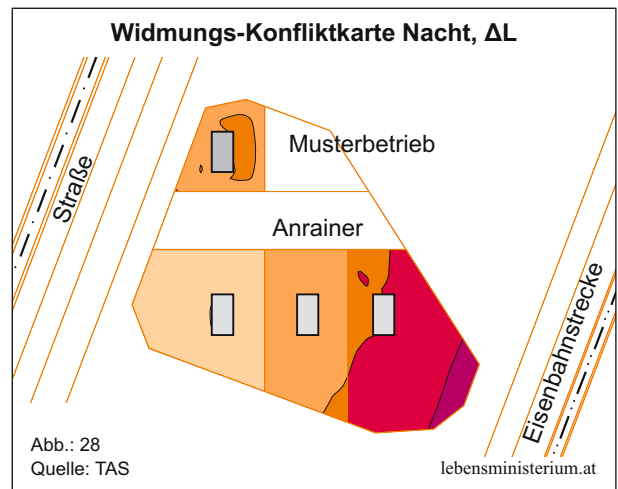 Widmungs-Konfliktkarte Nacht, ΔL
Straße
Musterbetrieb
Anrainer
Eisenbahnstrecke
Abb.: 28
Quelle: TAS
lebensministerium.at